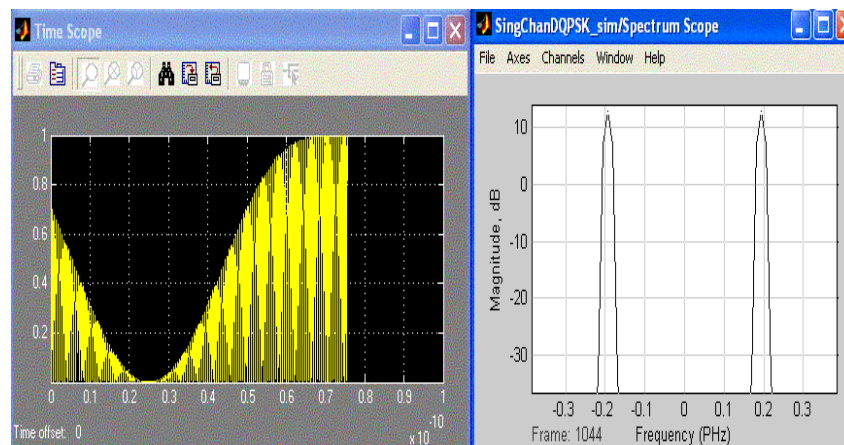 Time Scope
1
0.8
0.6
0.4
0.2
0 0.1 0.2 0.3 0.4 0.5 0.6 0.7 0.8 0.9 1
Time offset: 0
x 10
-10
SingChanDQPSK_sim/Spectrum Scope
File Axes Channels Window Help
Magnitude, dB
10
0
-10
-20
-30
-0.3 -0.2 -0.1 0 0.1 0.2 0.3
Frame: 1044 Frequency (PHz)